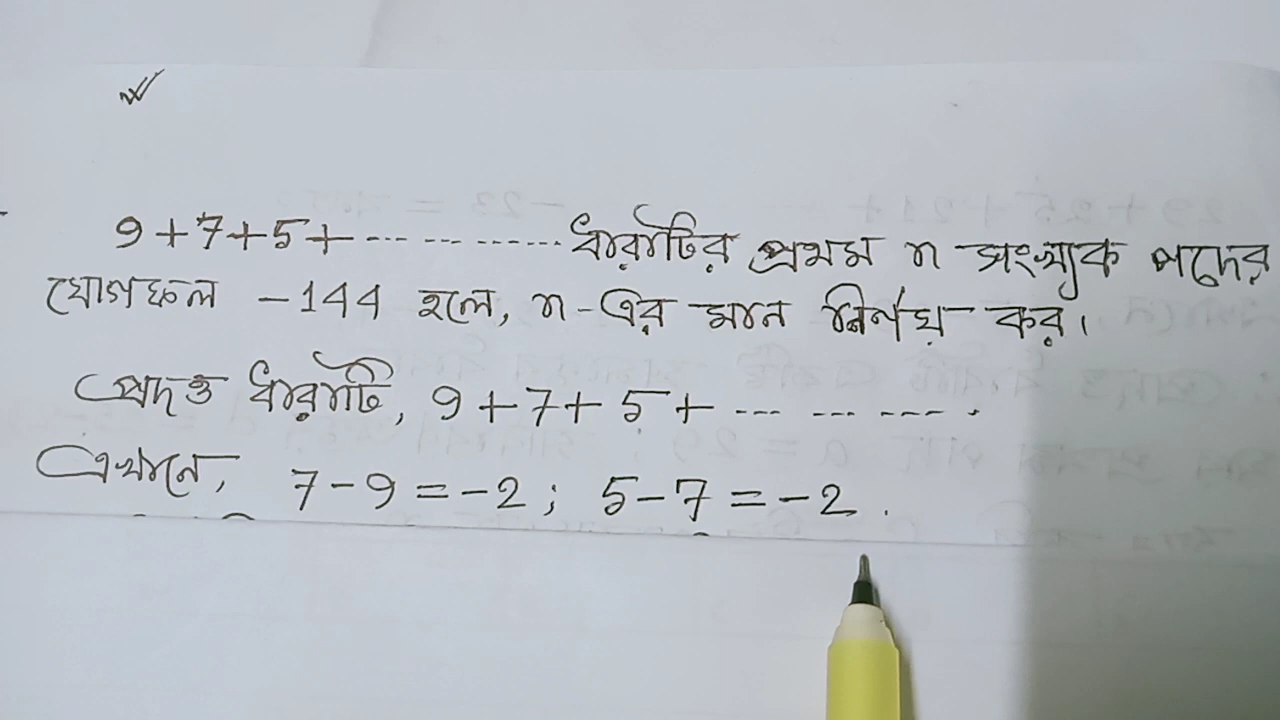 9+7+5+ --- --- ------ ধারাটির প্রথম n সংখ্যক পদের
যোগফল -144 হলে, n-এর মান নির্ণয় কর।
প্রদত্ত ধারাটি, 9+7+5+ --- --- ---- .
এখানে, 7-9=-2; 5-7=-2.